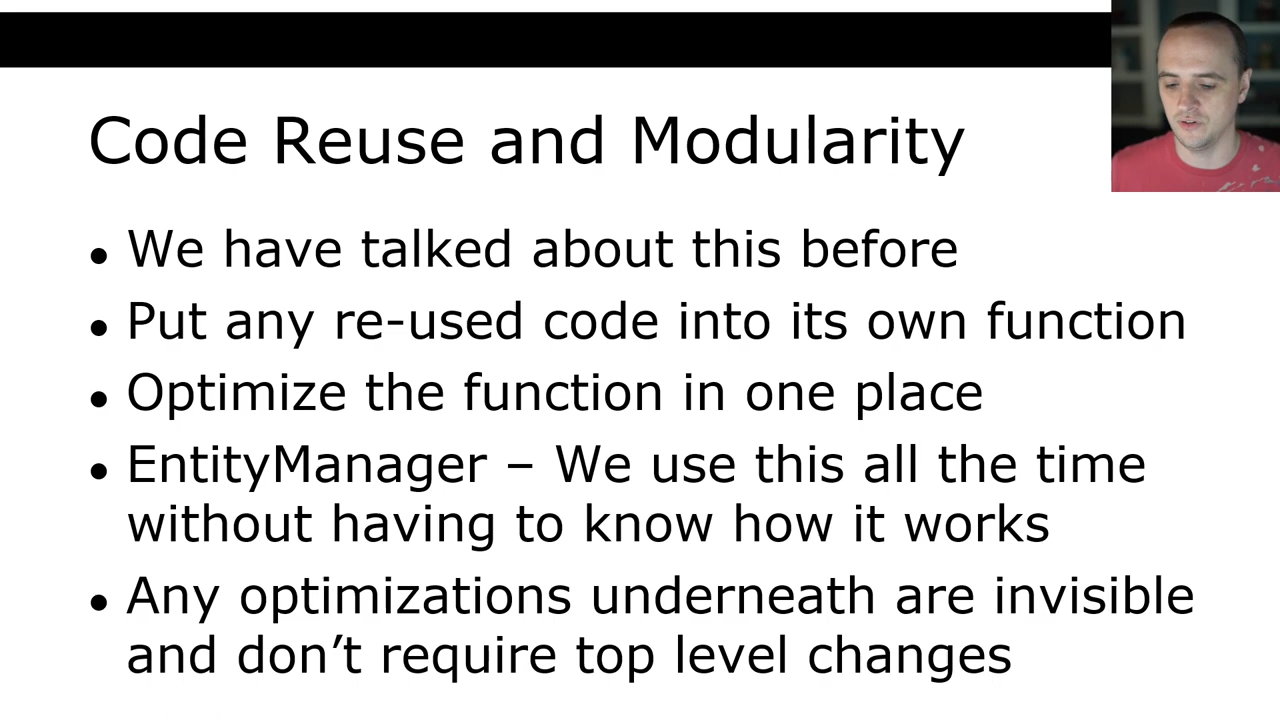 Code Reuse and Modularity
• We have talked about this before
• Put any re-used code into its own function
• Optimize the function in one place
• EntityManager – We use this all the time
without having to know how it works
• Any optimizations underneath are invisible
and don’t require top level changes